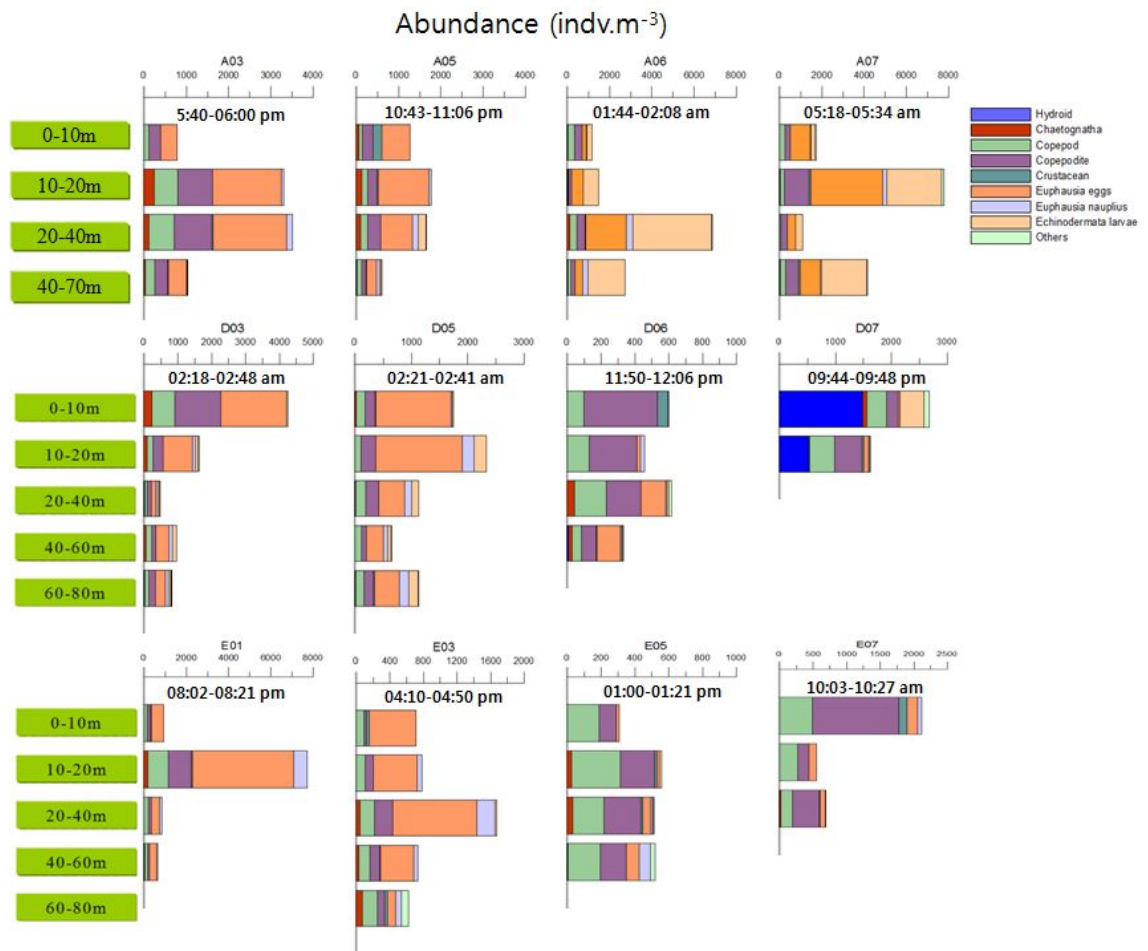 Abundance (indv.m-3)
A03 A05 A06 A07
0 1000 2000 3000 4000 0 1000 2000 3000 4000 0 2000 4000 6000 8000 0 2000 4000 6000 8000
5:40-06:00 pm 10:43-11:06 pm 01:44-02:08 am 05:18-05:34 am
Hydroid
Chaetognatha
Copepod
Copepodite
Crustacean
Euphausia eggs
Euphausia nauplius
Echinodermata larvae
Others
0-10m
10-20m
20-40m
40-70m
D03 D05 D06 D07
0 1000 2000 3000 4000 5000 0 1000 2000 3000 0 200 400 600 800 1000 0 1000 2000 3000
02:18-02:48 am 02:21-02:41 am 11:50-12:06 pm 09:44-09:48 pm
0-10m
10-20m
20-40m
40-60m
60-80m
E01 E03 E05 E07
0 2000 4000 6000 8000 0 400 800 1200 1600 2000 0 200 400 600 800 1000 0 500 1000 1500 2000 2500
08:02-08:21 pm 04:10-04:50 pm 01:00-01:21 pm 10:03-10:27 am
0-10m
10-20m
20-40m
40-60m
60-80m